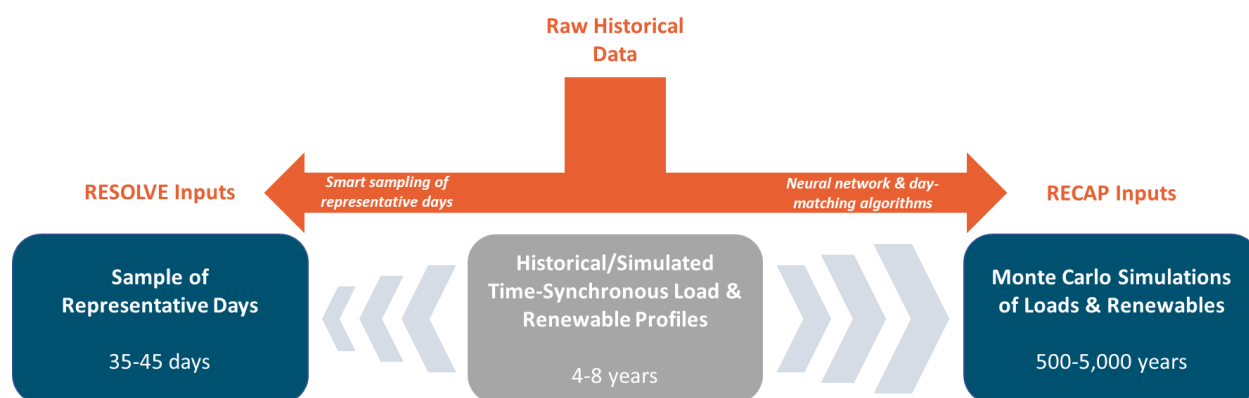 Raw Historical
Data
RESOLVE Inputs
Smart sampling of
representative days
Neural network & day-
matching algorithms
RECAP Inputs
Sample of
Representative Days
35-45 days
Historical/Simulated
Time-Synchronous Load &
Renewable Profiles
4-8 years
Monte Carlo Simulations
of Loads & Renewables
500-5,000 years